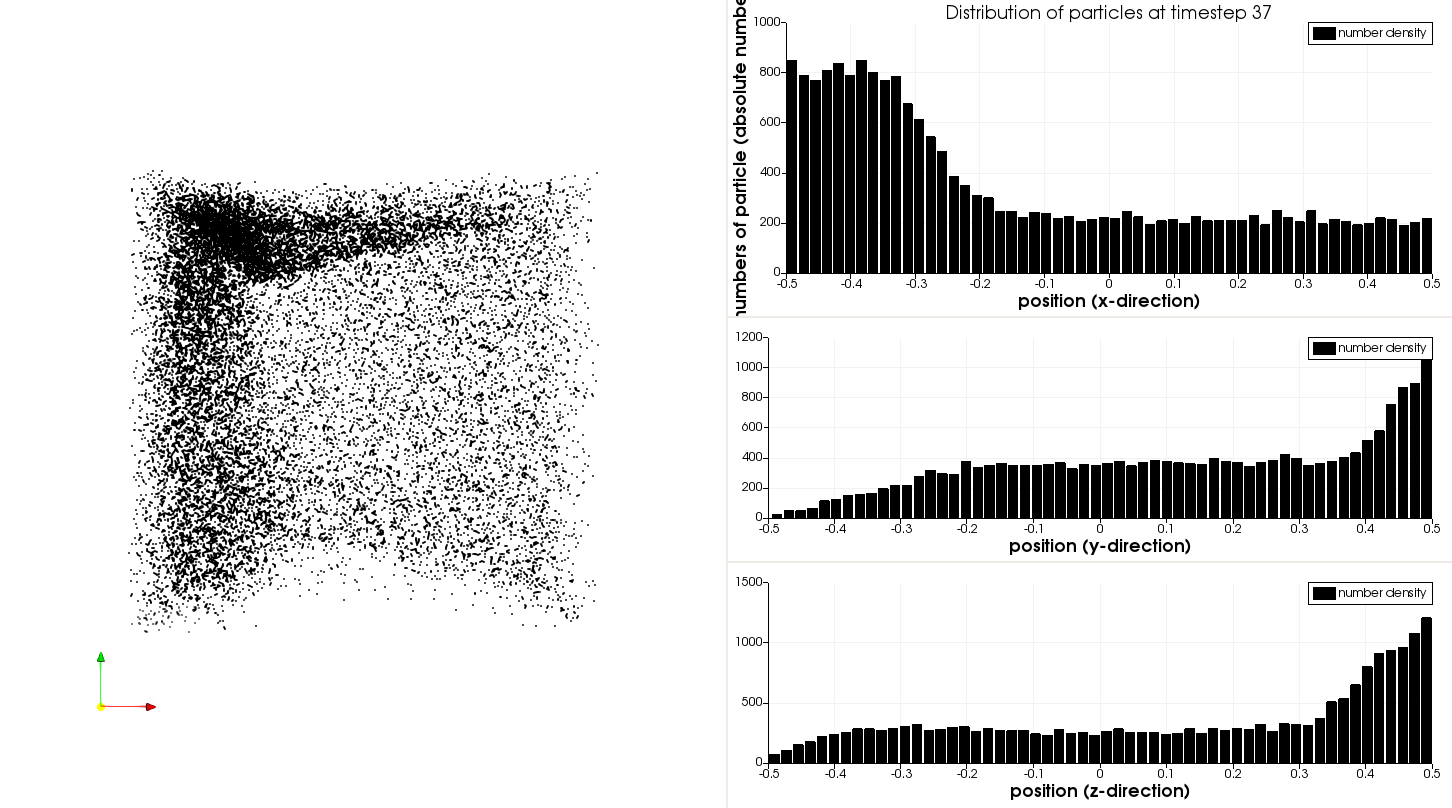 Distribution of particles at timestep 37
numbers of particle (absolute numbe
1000
800
600
400
200
0
number density
-0.5 -0.4 -0.3 -0.2 -0.1 0 0.1 0.2 0.3 0.4 0.5
position (x-direction)
1200
1000
800
600
400
200
0
number density
-0.5 -0.4 -0.3 -0.2 -0.1 0 0.1 0.2 0.3 0.4 0.5
position (y-direction)
1500
1000
500
0
number density
-0.5 -0.4 -0.3 -0.2 -0.1 0 0.1 0.2 0.3 0.4 0.5
position (z-direction)